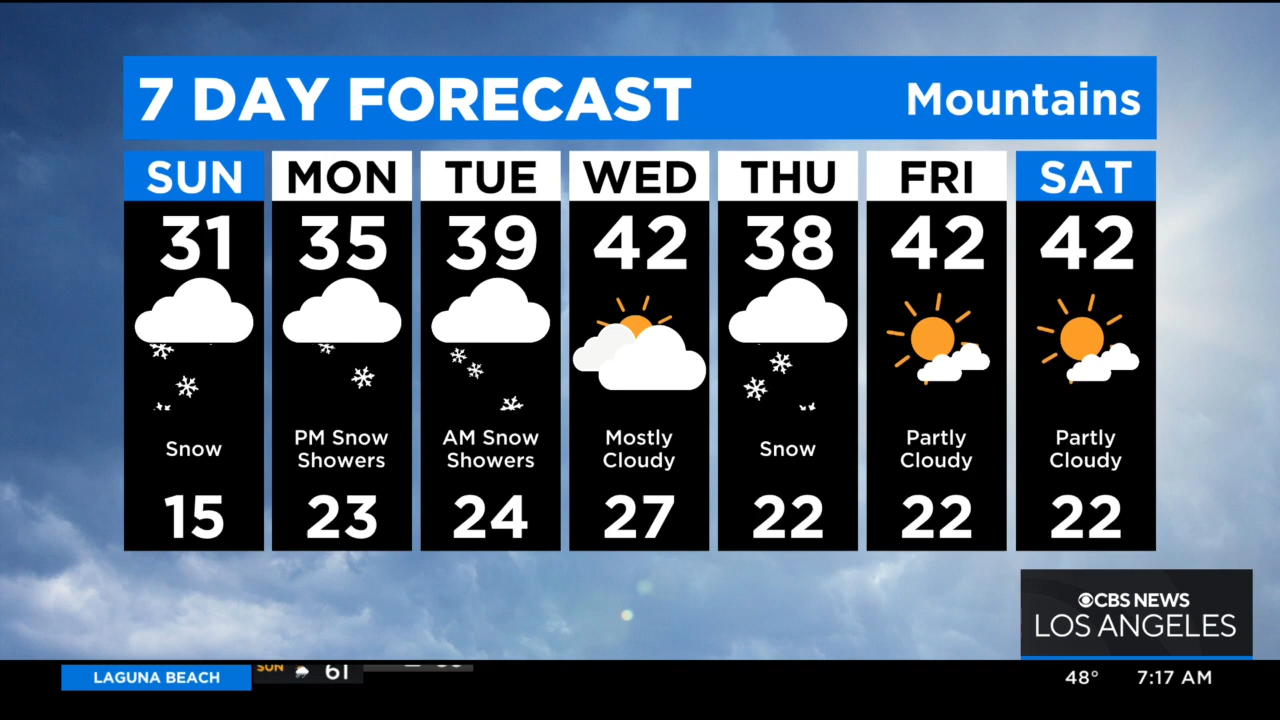 7 DAY FORECAST
Mountains
SUN MON TUE WED THU FRI SAT
31 35 39 42 38 42 42
Snow
PM Snow
Showers
AM Snow
Showers
Mostly
Cloudy
Snow
Partly
Cloudy
Partly
Cloudy
15 23 24 27 22 22 22
CBS NEWS
LOS ANGELES
LAGUNA BEACH
SUN 61
48° 7:17 AM